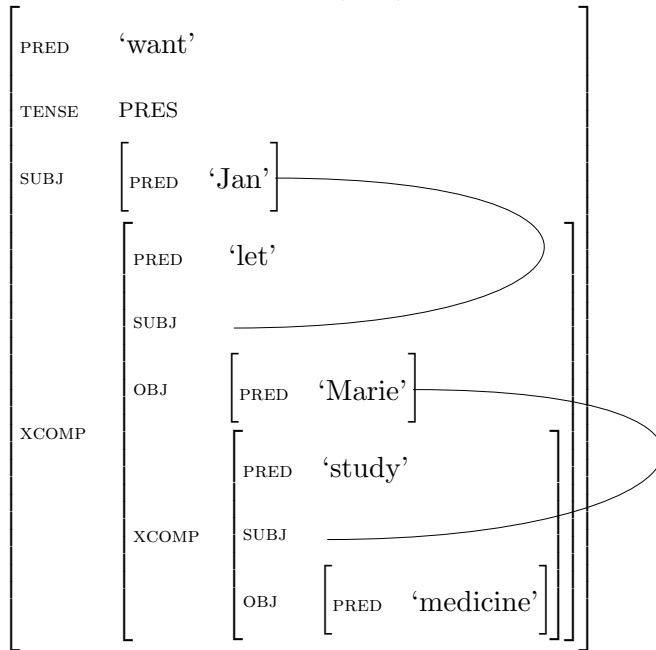 PRED ‘want’
TENSE PRES
SUBJ PRED ‘Jan’
PRED ‘let’
SUBJ
OBJ PRED ‘Marie’
XCOMP
PRED ‘study’
XCOMP SUBJ
OBJ PRED ‘medicine’